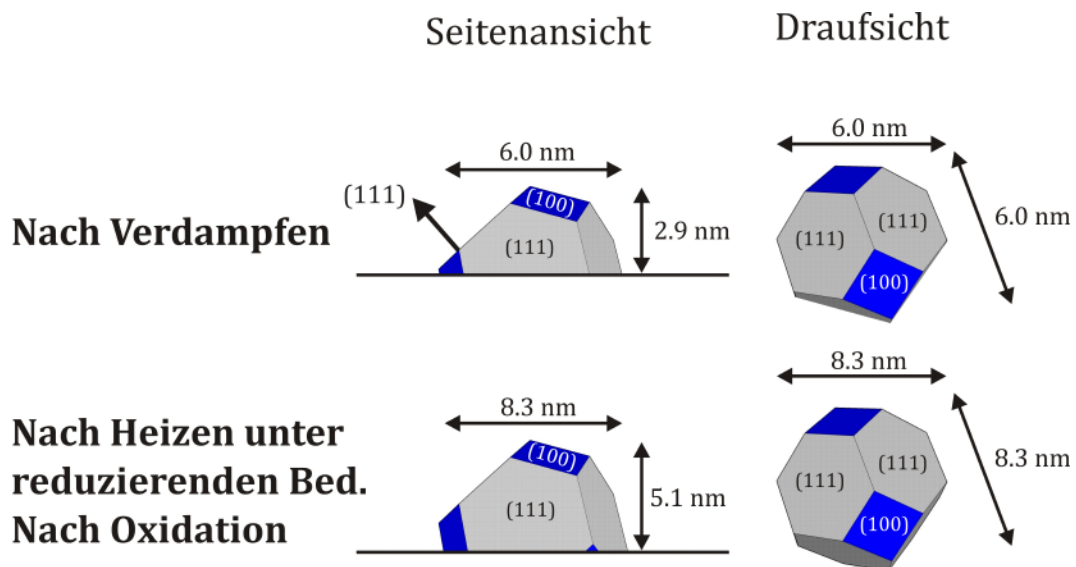 Seitenansicht
Draufsicht
Nach Verdampfen
(111)
6.0 nm
(100)
(111)
2.9 nm
6.0 nm
(111)
(111)
(100)
6.0 nm
Nach Heizen unter
reduzierenden Bed.
Nach Oxidation
8.3 nm
(100)
(111)
5.1 nm
8.3 nm
(111)
(111)
(100)
8.3 nm